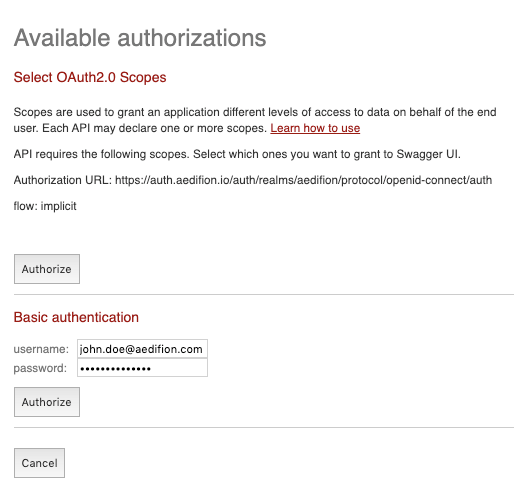 Available authorizations
Select OAuth2.0 Scopes
Scopes are used to grant an application different levels of access to data on behalf of the end
user. Each API may declare one or more scopes. Learn how to use
API requires the following scopes. Select which ones you want to grant to Swagger UI.
Authorization URL: https://auth.aedifion.io/auth/realms/aedifion/protocol/openid-connect/auth
flow: implicit
Authorize
Basic authentication
username: john.doe@aedifion.com
password: ••••••••••••••
Authorize
Cancel